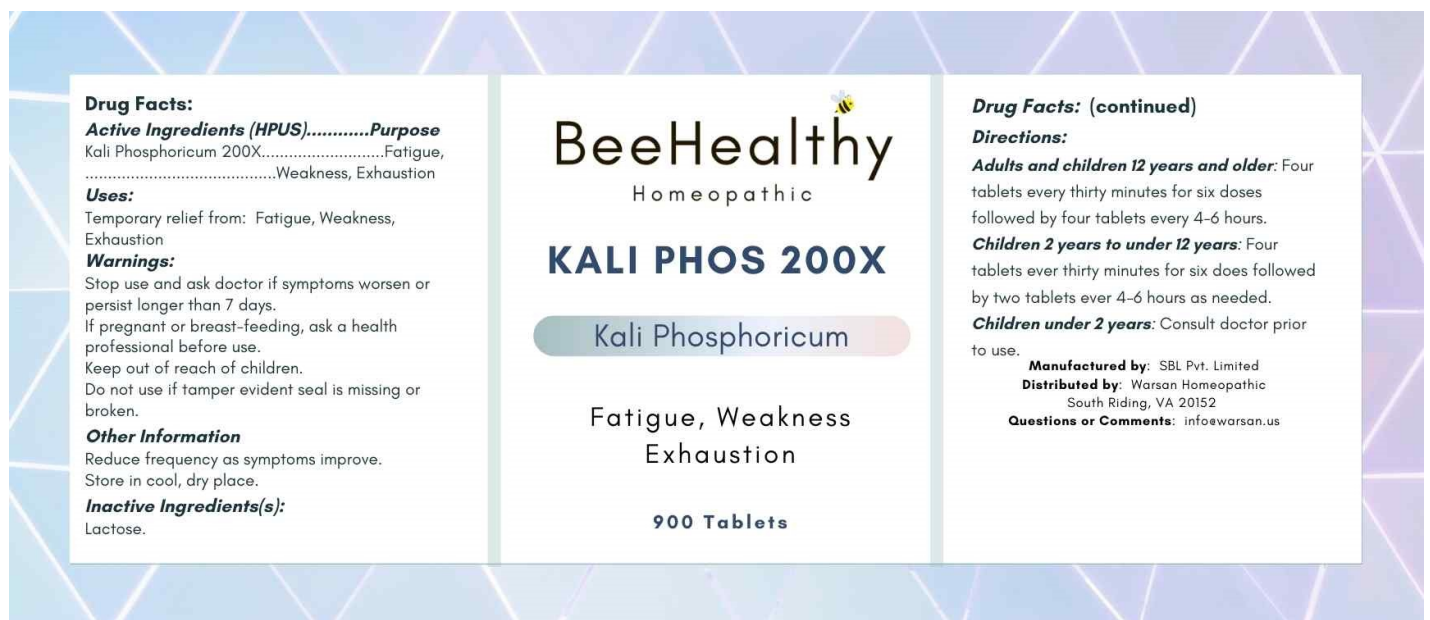 Drug Facts:
Active Ingredients (HPUS)............Purpose
Kali Phosphoricum 200X...........................Fatigue,
..........................................Weakness, Exhaustion
Uses:
Temporary relief from: Fatigue, Weakness,
Exhaustion
Warnings:
Stop use and ask doctor if symptoms worsen or
persist longer than 7 days.
If pregnant or breast-feeding, ask a health
professional before use.
Keep out of reach of children.
Do not use if tamper evident seal is missing or
broken.
Other Information
Reduce frequency as symptoms improve.
Store in cool, dry place.
Inactive Ingredients(s):
Lactose.
BeeHealthy
Homeopathic
KALI PHOS 200X
Kali Phosphoricum
Fatigue, Weakness
Exhaustion
900 Tablets
Drug Facts: (continued)
Directions:
Adults and children 12 years and older: Four
tablets every thirty minutes for six doses
followed by four tablets every 4-6 hours.
Children 2 years to under 12 years: Four
tablets ever thirty minutes for six does followed
by two tablets ever 4-6 hours as needed.
Children under 2 years: Consult doctor prior
to use.
Manufactured by: SBL Pvt. Limited
Distributed by: Warsan Homeopathic
South Riding, VA 20152
Questions or Comments: info@warsan.us